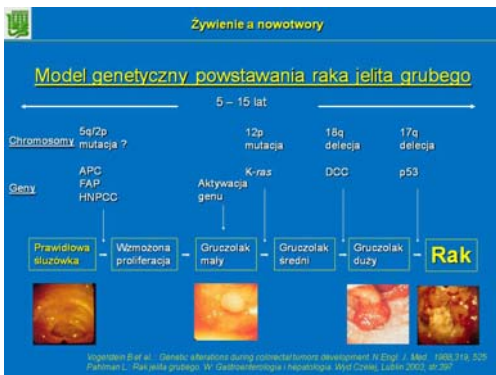 Żywienie a nowotwory
Model genetyczny powstawania raka jelita grubego
5 – 15 lat
Chromosomy
5q/2p
mutacja ?
12p
mutacja
18q
delecja
17q
delecja
Geny
APC
FAP
HNPCC
Aktywacja
genu
K-ras
DCC
p53
Prawidłowa
śluzówka
Wzmożona
proliferacja
Gruczolak
mały
Gruczolak
średni
Gruczolak
duży
Rak
Vogerstein B et al.: Genetic alterations during colorectal tumors development. N.Engl. J. Med. 1988,319, 525
Pahlman L.: Rak jelita grubego. W: Gastroenterologia i hepatologia. Wyd Czelej, Lublin 2003, str.297